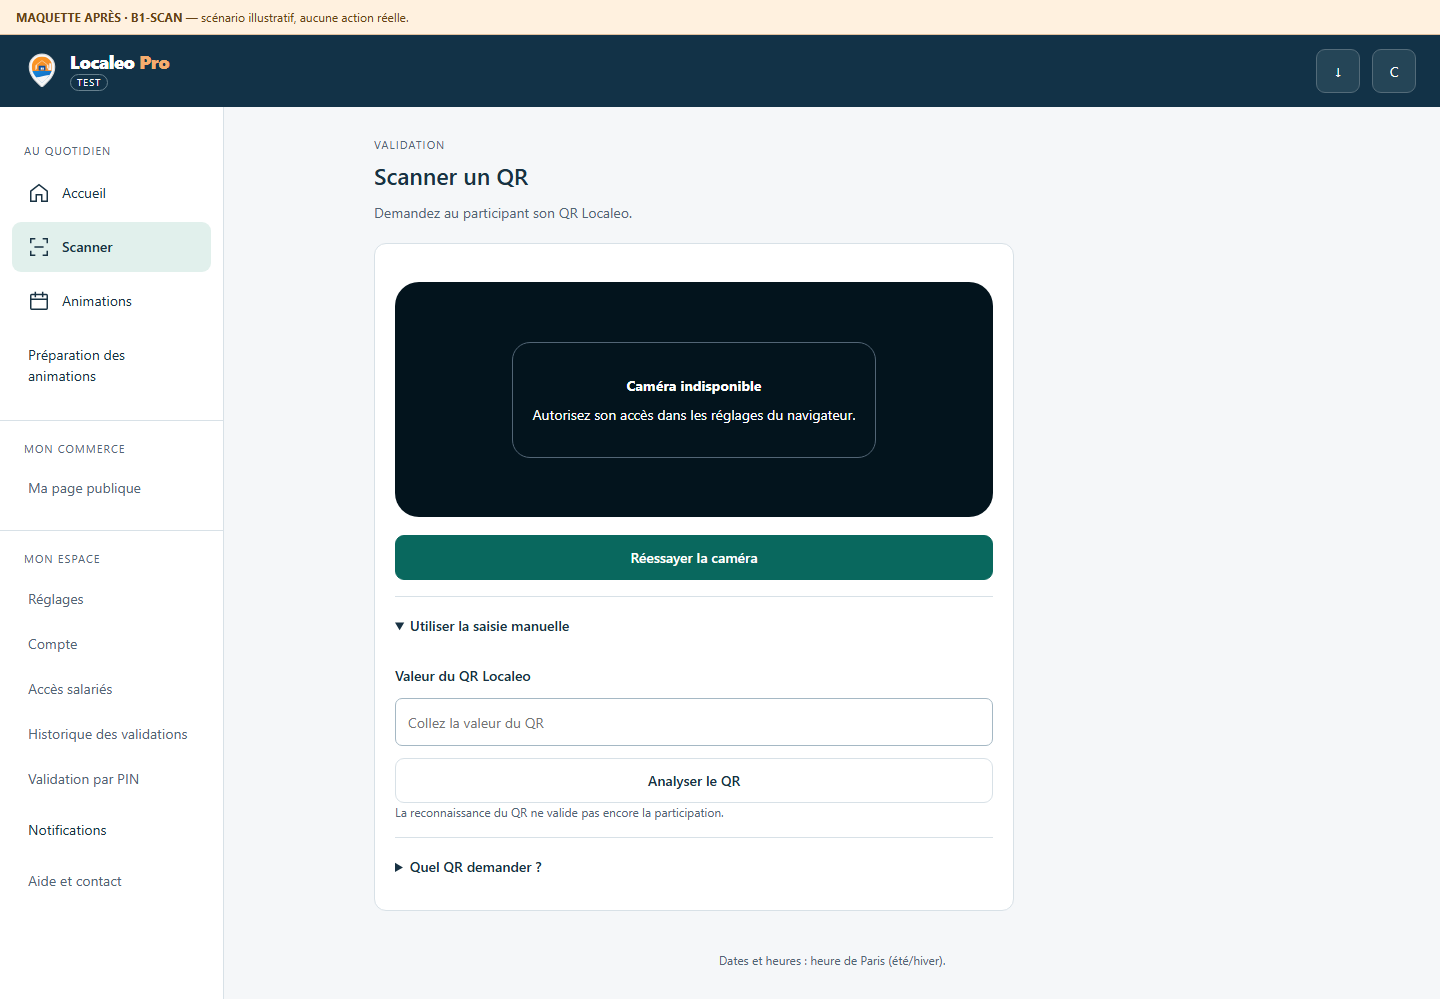 MAQUETTE APRÈS · B1-SCAN — scénario illustratif, aucune action réelle.
Localeo Pro
TEST
↓
C
AU QUOTIDIEN
Accueil
Scanner
Animations
Préparation des
animations
MON COMMERCE
Ma page publique
MON ESPACE
Réglages
Compte
Accès salariés
Historique des validations
Validation par PIN
Notifications
Aide et contact
VALIDATION
Scanner un QR
Demandez au participant son QR Localeo.
Caméra indisponible
Autorisez son accès dans les réglages du navigateur.
Réessayer la caméra
▼ Utiliser la saisie manuelle
Valeur du QR Localeo
Collez la valeur du QR
Analyser le QR
La reconnaissance du QR ne valide pas encore la participation.
▶ Quel QR demander ?
Dates et heures : heure de Paris (été/hiver).